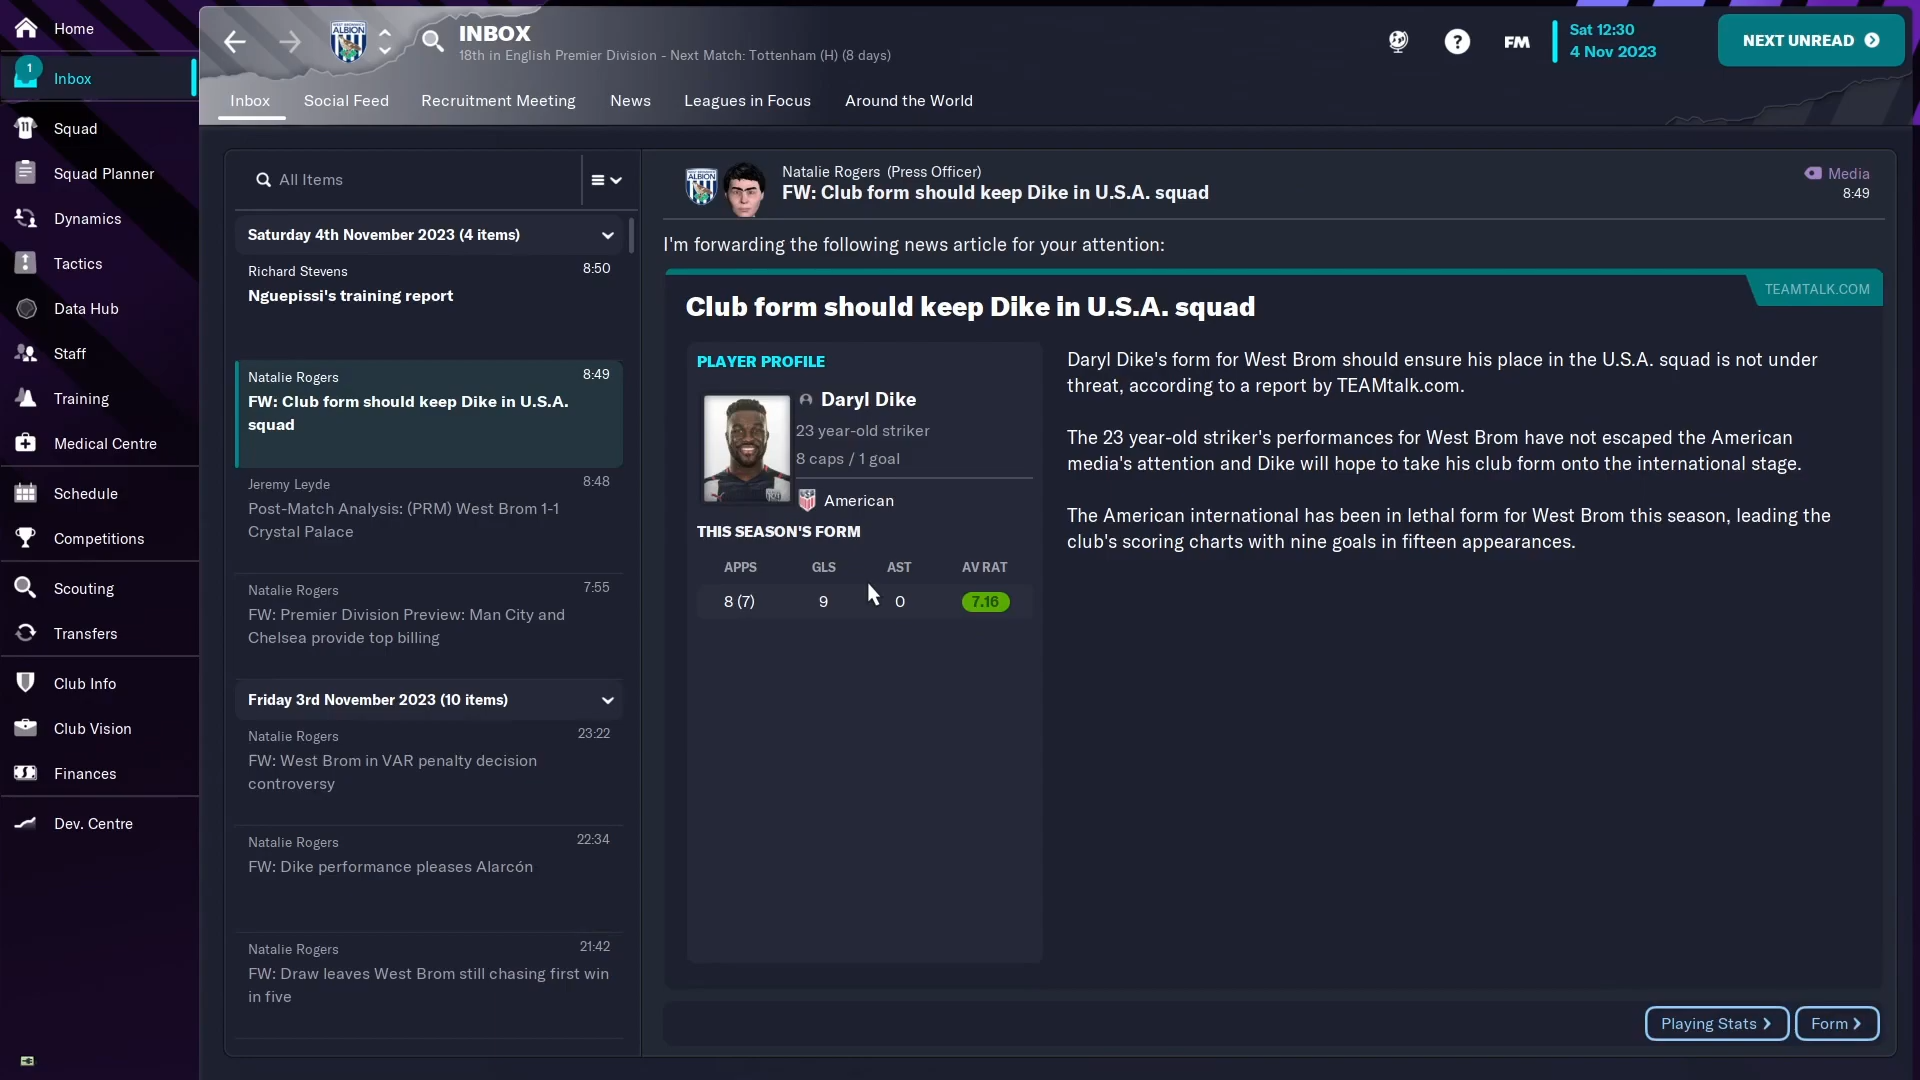 Home
1
Inbox
Squad
Squad Planner
Dynamics
Tactics
Data Hub
Staff
Training
Medical Centre
Schedule
Competitions
Scouting
Transfers
Club Info
Club Vision
Finances
Dev. Centre
ALBION
INBOX
18th in English Premier Division - Next Match: Tottenham (H) (8 days)
?
FM
Sat 12:30
4 Nov 2023
NEXT UNREAD
Inbox
Social Feed
Recruitment Meeting
News
Leagues in Focus
Around the World
All Items
Saturday 4th November 2023 (4 items)
Richard Stevens
8:50
Nguepissi's training report
Natalie Rogers
8:49
FW: Club form should keep Dike in U.S.A.
squad
Jeremy Leyde
8:48
Post-Match Analysis: (PRM) West Brom 1-1
Crystal Palace
Natalie Rogers
7:55
FW: Premier Division Preview: Man City and
Chelsea provide top billing
Friday 3rd November 2023 (10 items)
Natalie Rogers
23:22
FW: West Brom in VAR penalty decision
controversy
Natalie Rogers
22:34
FW: Dike performance pleases Alarcón
Natalie Rogers
21:42
FW: Draw leaves West Brom still chasing first win
in five
ALBION
Natalie Rogers (Press Officer)
FW: Club form should keep Dike in U.S.A. squad
Media
8:49
I'm forwarding the following news article for your attention:
TEAMTALK.COM
Club form should keep Dike in U.S.A. squad
PLAYER PROFILE
Daryl Dike
23 year-old striker
8 caps / 1 goal
American
THIS SEASON'S FORM
APPS GLS AST AV RAT
8 (7) 9 0 7.16
Daryl Dike's form for West Brom should ensure his place in the U.S.A. squad is not under
threat, according to a report by TEAMtalk.com.
The 23 year-old striker's performances for West Brom have not escaped the American
media's attention and Dike will hope to take his club form onto the international stage.
The American international has been in lethal form for West Brom this season, leading the
club's scoring charts with nine goals in fifteen appearances.
Playing Stats
Form